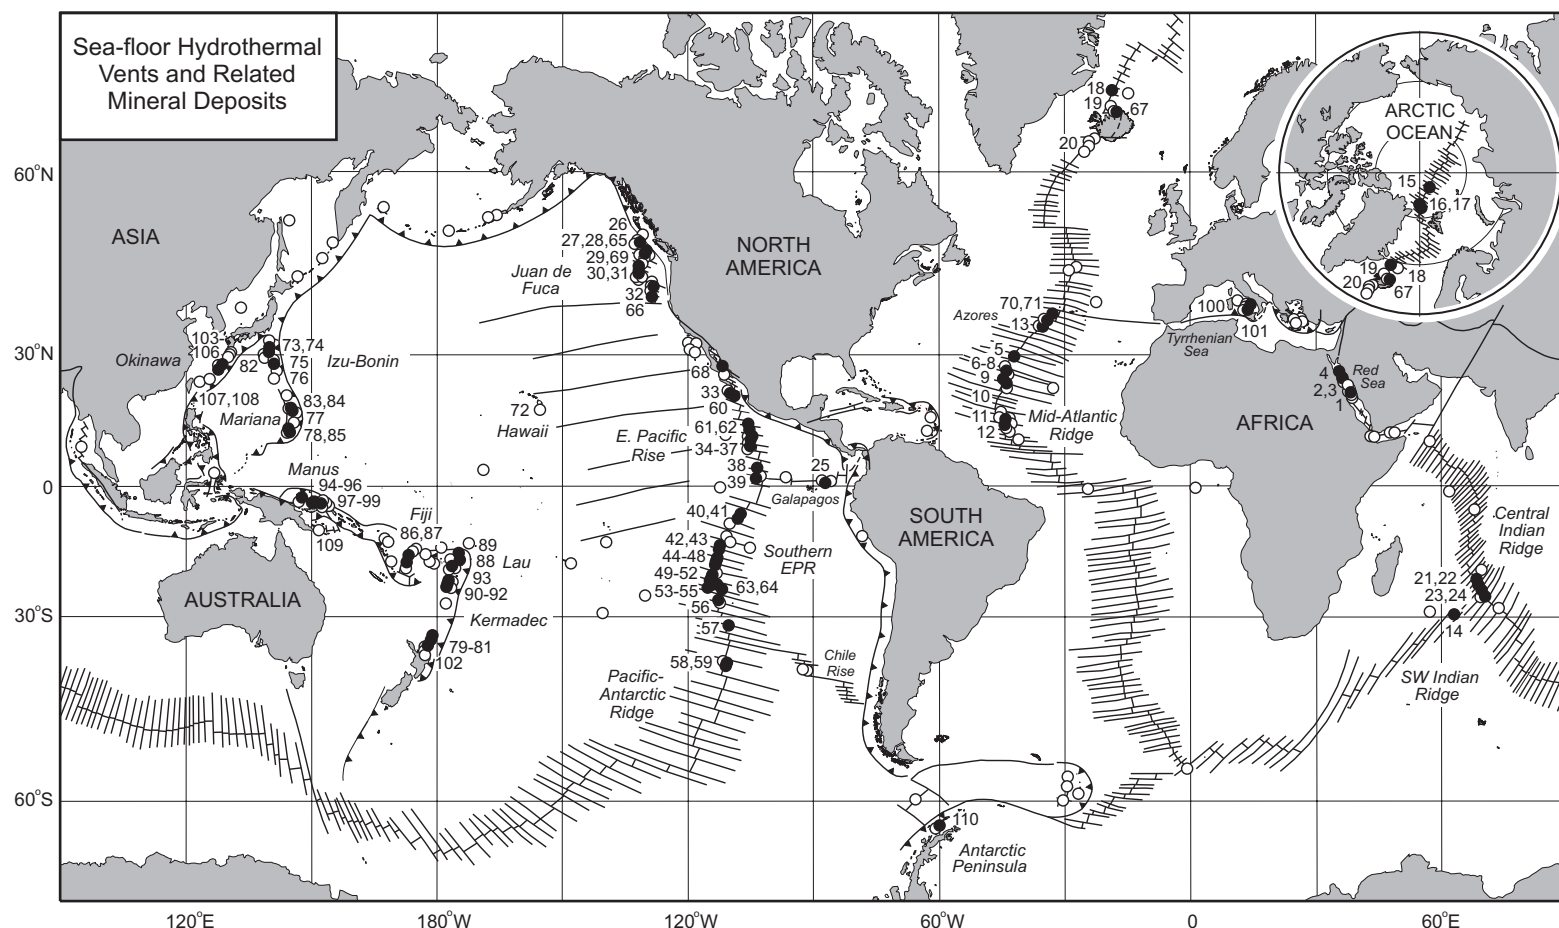 Sea-floor Hydrothermal
Vents and Related
Mineral Deposits
60°N
30°N
0
30°S
60°S
120°E
180°W
120°W
60°W
0
60°E
ASIA
NORTH
AMERICA
SOUTH
AMERICA
AFRICA
AUSTRALIA
ARCTIC
OCEAN
15
16,17
19
18
20
67
18
19
67
20
26
27,28,65
29,69
30,31
32
66
Juan de
Fuca
68
33
60
61,62
34-37
38
39
E. Pacific
Rise
72
Hawaii
25
Galapagos
40,41
42,43
44-48
49-52
53-55
63,64
56
57
58,59
Southern
EPR
Chile
Rise
Pacific-
Antarctic
Ridge
103-
106
Okinawa
107,108
82
73,74
75
76
Izu-Bonin
83,84
77
78,85
Mariana
Manus
94-96
97-99
109
Fiji
86,87
89
88
Lau
93
90-92
Kermadec
79-81
102
70,71
Azores
13
5
6-8
9
10
11
12
Mid-Atlantic
Ridge
100
101
Tyrrhenian
Sea
4
2,3
1
Red
Sea
Central
Indian
Ridge
21,22
23,24
14
SW Indian
Ridge
110
Antarctic
Peninsula